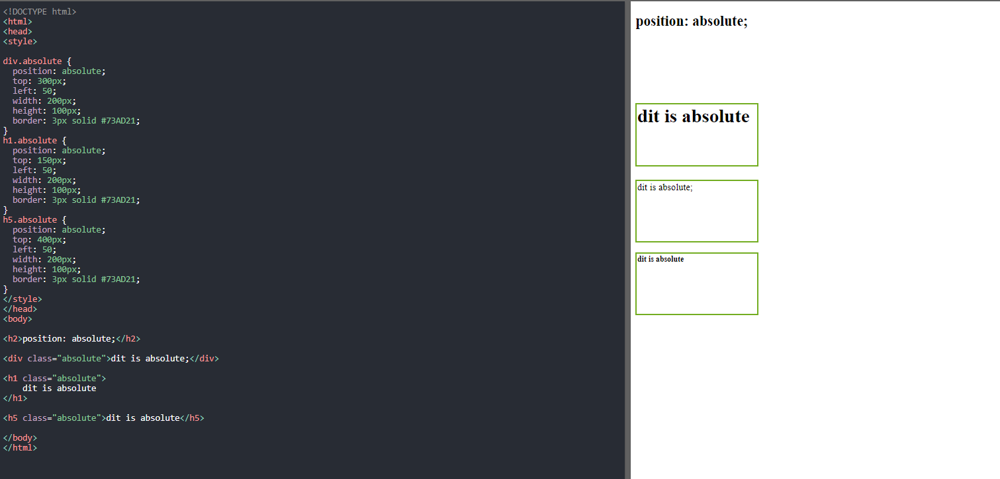 <!DOCTYPE html>
<html>
<head>
<style>
div.absolute {
  position: absolute;
  top: 300px;
  left: 50;
  width: 200px;
  height: 100px;
  border: 3px solid #73AD21;
}
h1.absolute {
  position: absolute;
  top: 150px;
  left: 50;
  width: 200px;
  height: 100px;
  border: 3px solid #73AD21;
}
h5.absolute {
  position: absolute;
  top: 400px;
  left: 50;
  width: 200px;
  height: 100px;
  border: 3px solid #73AD21;
}
</style>
</head>
<body>
<h2>position: absolute;</h2>
<div class="absolute">dit is absolute;</div>
<h1 class="absolute">
    dit is absolute
</h1>
<h5 class="absolute">dit is absolute</h5>
</body>
</html>
position: absolute;
dit is absolute
dit is absolute;
dit is absolute